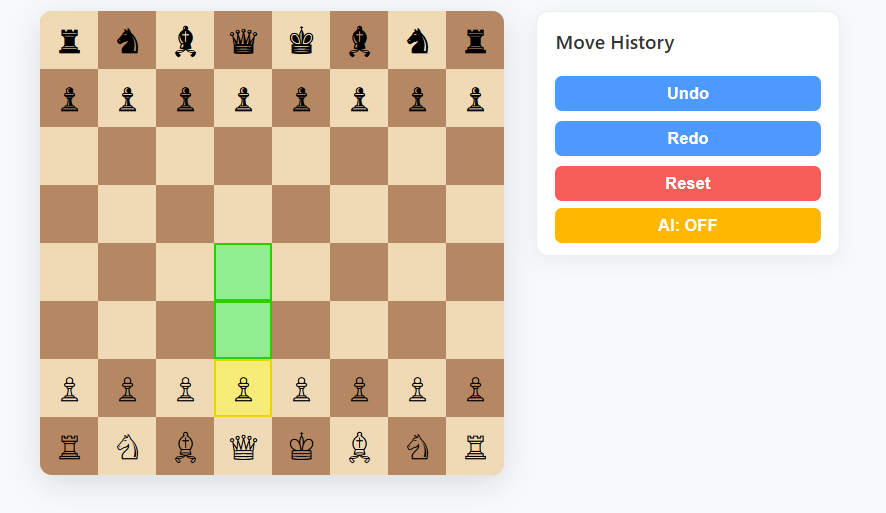 Move History
Undo
Redo
Reset
AI: OFF